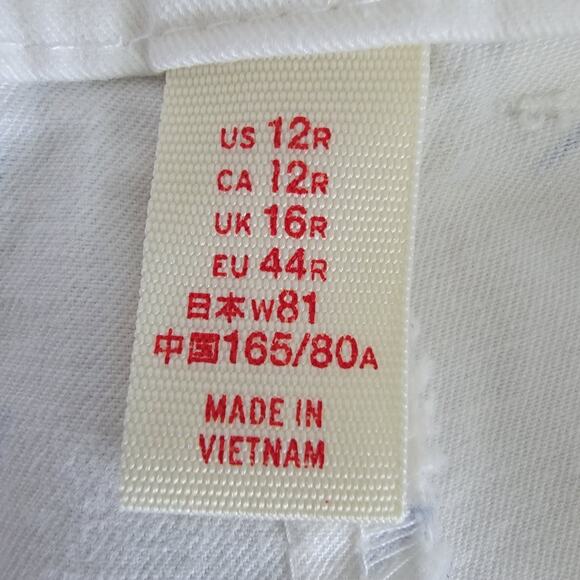 US 12R
CA 12R
UK 16R
EU 44R
日本W81
中国165/80A
MADE IN
VIETNAM